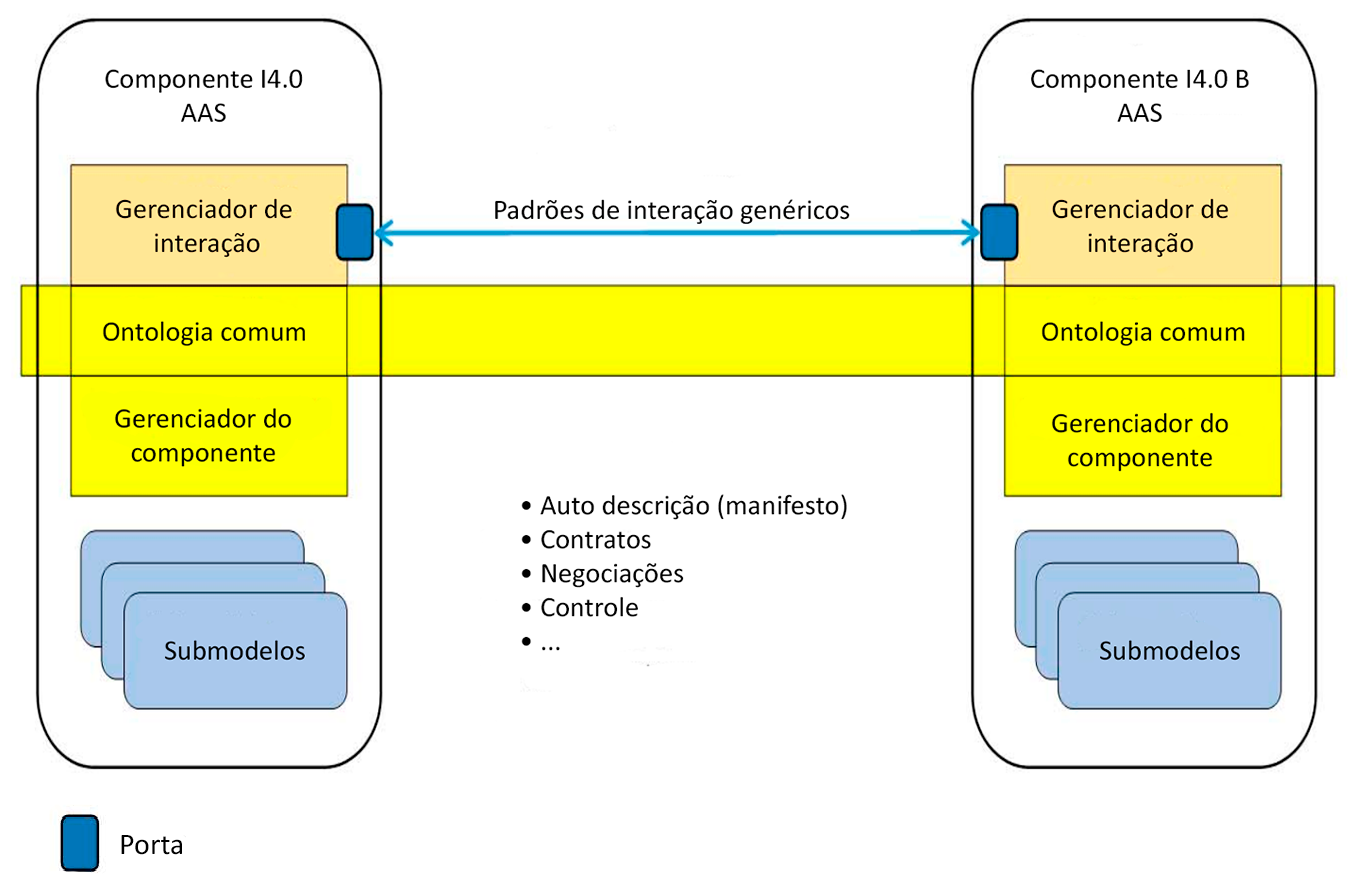 Componente I4.0
AAS
Gerenciador de
interação
Ontologia comum
Gerenciador do
componente
Submodelos
Padrões de interação genéricos
• Auto descrição (manifesto)
• Contratos
• Negociações
• Controle
• ...
Componente I4.0 B
AAS
Gerenciador de
interação
Ontologia comum
Gerenciador do
componente
Submodelos
Porta